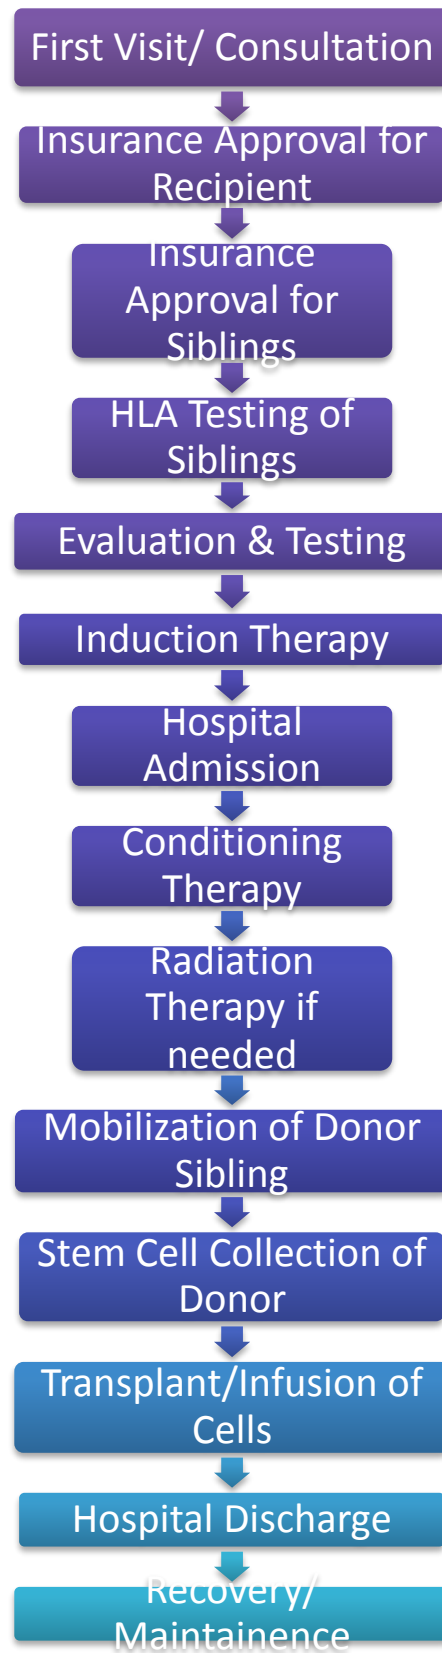 First Visit/ Consultation
Insurance Approval for
Recipient
Insurance
Approval for
Siblings
HLA Testing of
Siblings
Evaluation & Testing
Induction Therapy
Hospital
Admission
Conditioning
Therapy
Radiation
Therapy if
needed
Mobilization of Donor
Sibling
Stem Cell Collection of
Donor
Transplant/Infusion of
Cells
Hospital Discharge
Recovery/
Maintainence